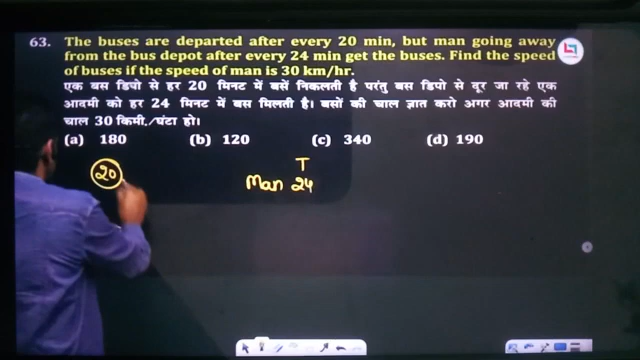 63. The buses are departed after every 20 min, but man going away
from the bus depot after every 24 min get the buses. Find the speed
of buses if the speed of man is 30 km/hr.
एक बस डिपो से हर 20 मिनट में बसें निकलती है परंतु बस डिपो से दूर जा रहे एक
आदमी को हर 24 मिनट में बस मिलती है। बसों की चाल ज्ञात करो अगर आदमी की
चाल 30 किमी./घंटा हो।
(a) 180 (b) 120 (c) 340 (d) 190
T
20 Man 24